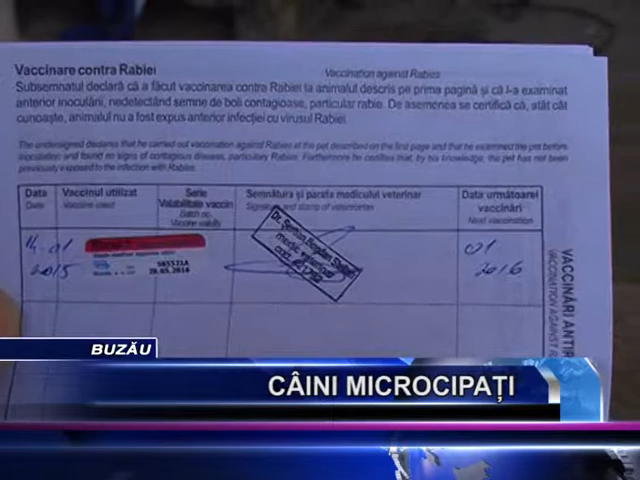 Vaccinare contra Rabiei
Vaccination against Rabies
Subsemnatul declară că a făcut vaccinarea contra Rabiei la animalul descris pe prima pagină și că l-a examinat
anterior inoculării, nedetectând semne de boli contagioase, particular rabie. De asemenea se certifică că, atât cât
cunoaște, animalul nu a fost expus anterior infecției cu virusul Rabiei.
The undersigned declares that he carried out vaccination against Rabies at the pet described on the first page and that he examined the pet before
inoculation and found no signs of contagious disease, particulary Rabies. Furthermore he certifies that, by his knowledge, the pet has not been
previously exposed to the infection with Rabies.
Data
Date
Vaccinul utilizat
Vaccine used
Serie
Valabilitate vaccin
Batch no.
Vaccine validity
Semnătura și parafa medicului veterinar
Signature and stamp of veterinarian
Data următoarei
vaccinări
Next vaccination
14.01
2015
Dr. Bogdan
medic veterinar
01
2016
VACCINĂRI ANTIR
VACCINATION AGAINST R
BUZĂU
CÂINI MICROCIPAȚI